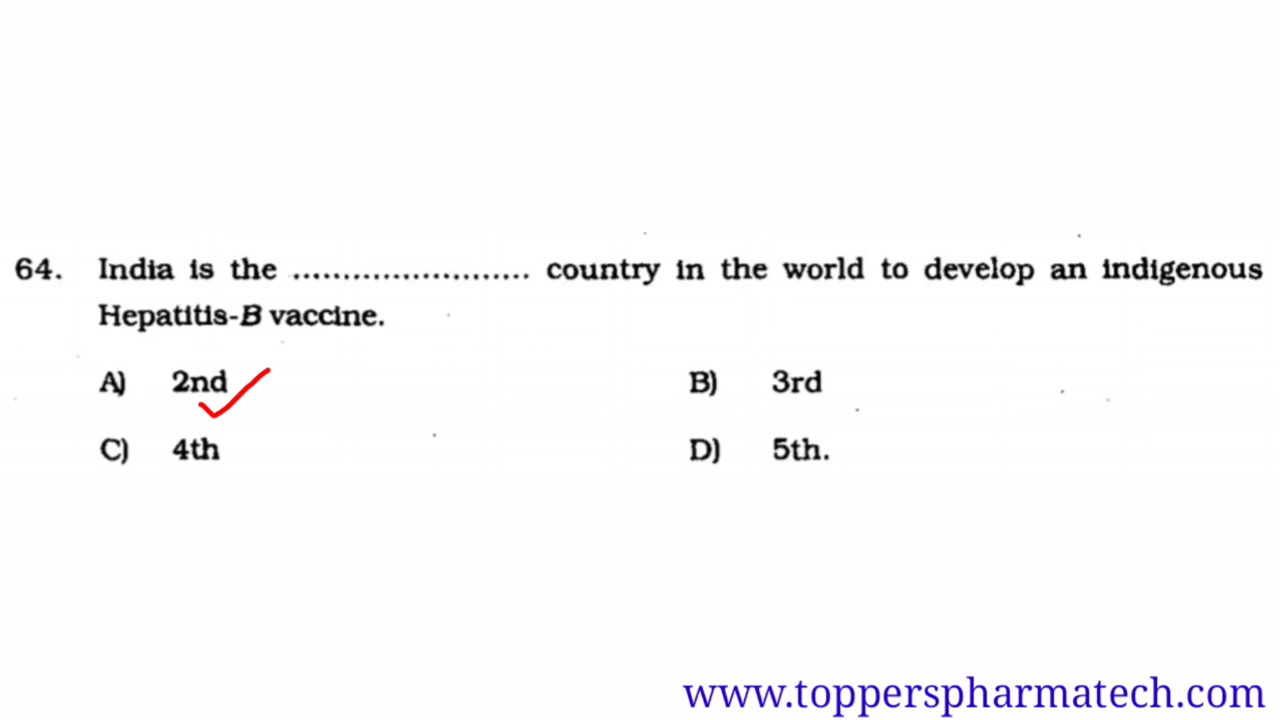 64. India is the ........................ country in the world to develop an indigenous
Hepatitis-B vaccine.
A) 2nd B) 3rd
C) 4th D) 5th.
www.topperspharmatech.com